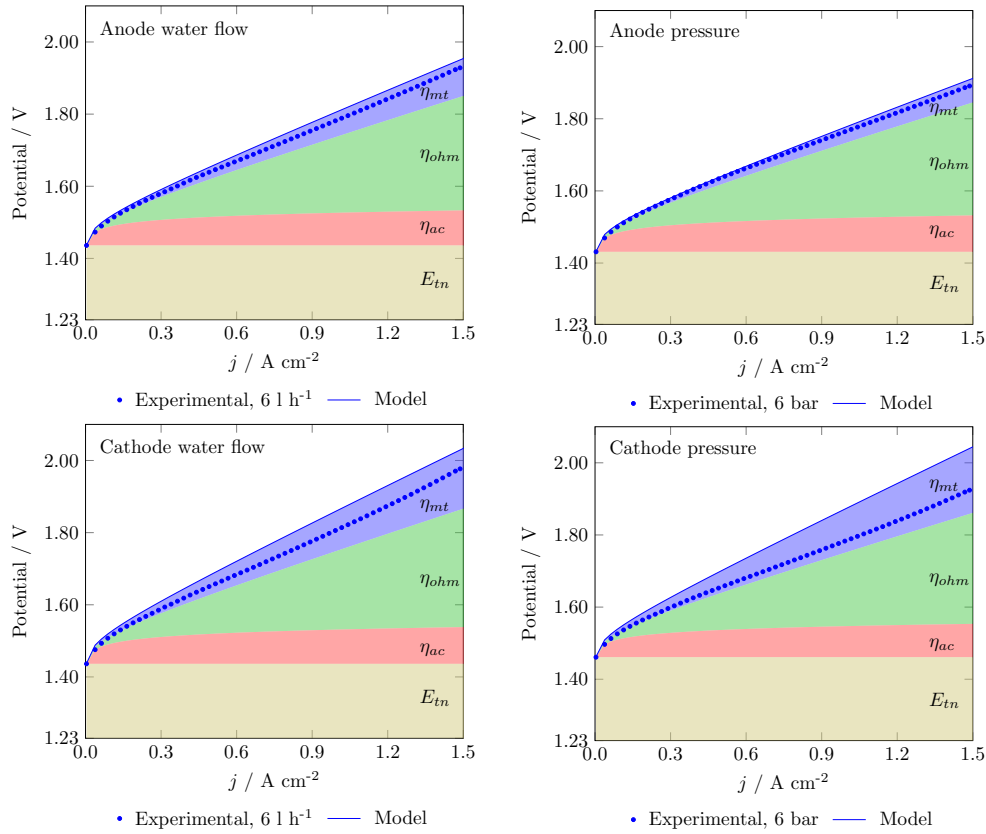 Anode water flow
2.00
1.80
1.60
1.40
1.23
Potential / V
η_mt
η_ohm
η_ac
E_tn
0.0 0.3 0.6 0.9 1.2 1.5
j / A cm⁻²
Experimental, 6 l h⁻¹ Model
Anode pressure
2.00
1.80
1.60
1.40
1.23
Potential / V
η_mt
η_ohm
η_ac
E_tn
0.0 0.3 0.6 0.9 1.2 1.5
j / A cm⁻²
Experimental, 6 bar Model
Cathode water flow
2.00
1.80
1.60
1.40
1.23
Potential / V
η_mt
η_ohm
η_ac
E_tn
0.0 0.3 0.6 0.9 1.2 1.5
j / A cm⁻²
Experimental, 6 l h⁻¹ Model
Cathode pressure
2.00
1.80
1.60
1.40
1.23
Potential / V
η_mt
η_ohm
η_ac
E_tn
0.0 0.3 0.6 0.9 1.2 1.5
j / A cm⁻²
Experimental, 6 bar Model